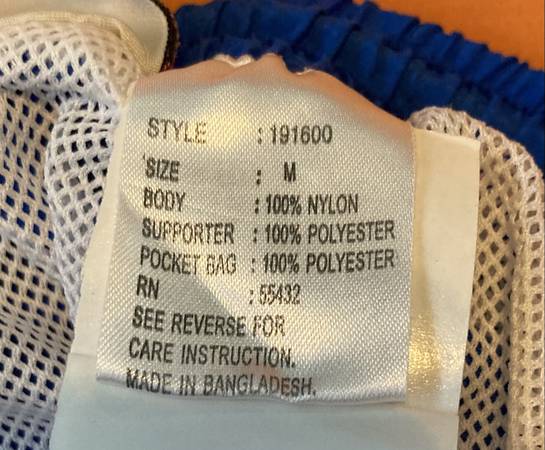 STYLE : 191600
SIZE : M
BODY : 100% NYLON
SUPPORTER : 100% POLYESTER
POCKET BAG : 100% POLYESTER
RN : 55432
SEE REVERSE FOR
CARE INSTRUCTION.
MADE IN BANGLADESH.